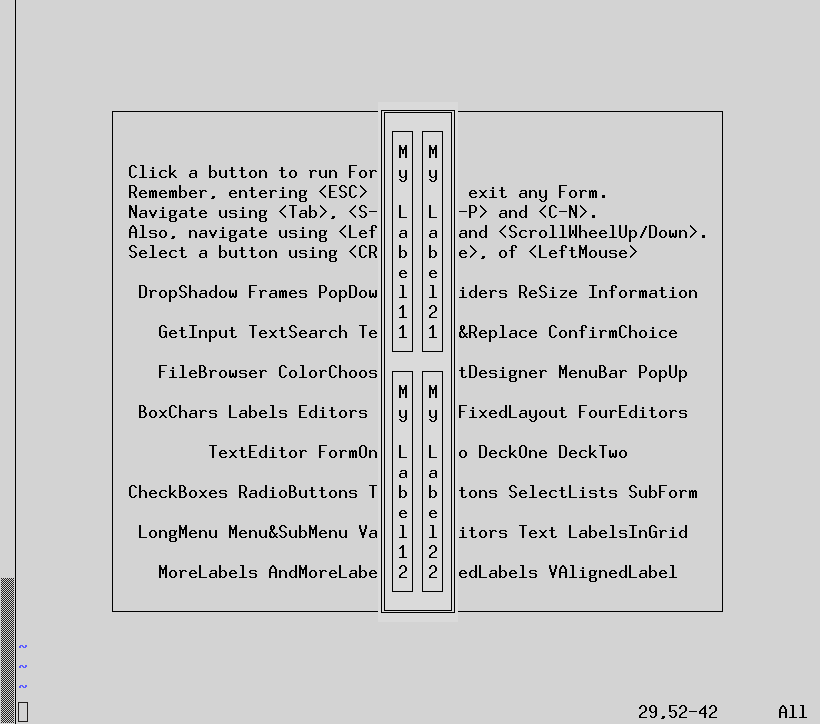 Click a button to run For
Remember, entering <ESC> exit any Form.
Navigate using <Tab>, <S- -P> and <C-N>.
Also, navigate using <Lef and <ScrollWheelUp/Down>.
Select a button using <CR e>, of <LeftMouse>
DropShadow Frames PopDow iders ReSize Information
GetInput TextSearch Te &Replace ConfirmChoice
FileBrowser ColorChoos tDesigner MenuBar PopUp
BoxChars Labels Editors FixedLayout FourEditors
TextEditor FormOn o DeckOne DeckTwo
CheckBoxes RadioButtons T tons SelectLists SubForm
LongMenu Menu&SubMenu Va itors Text LabelsInGrid
MoreLabels AndMoreLabe edLabels VAlignedLabel
My Label11
My Label21
My Label12
My Label22
~
~
~
29,52-42 All